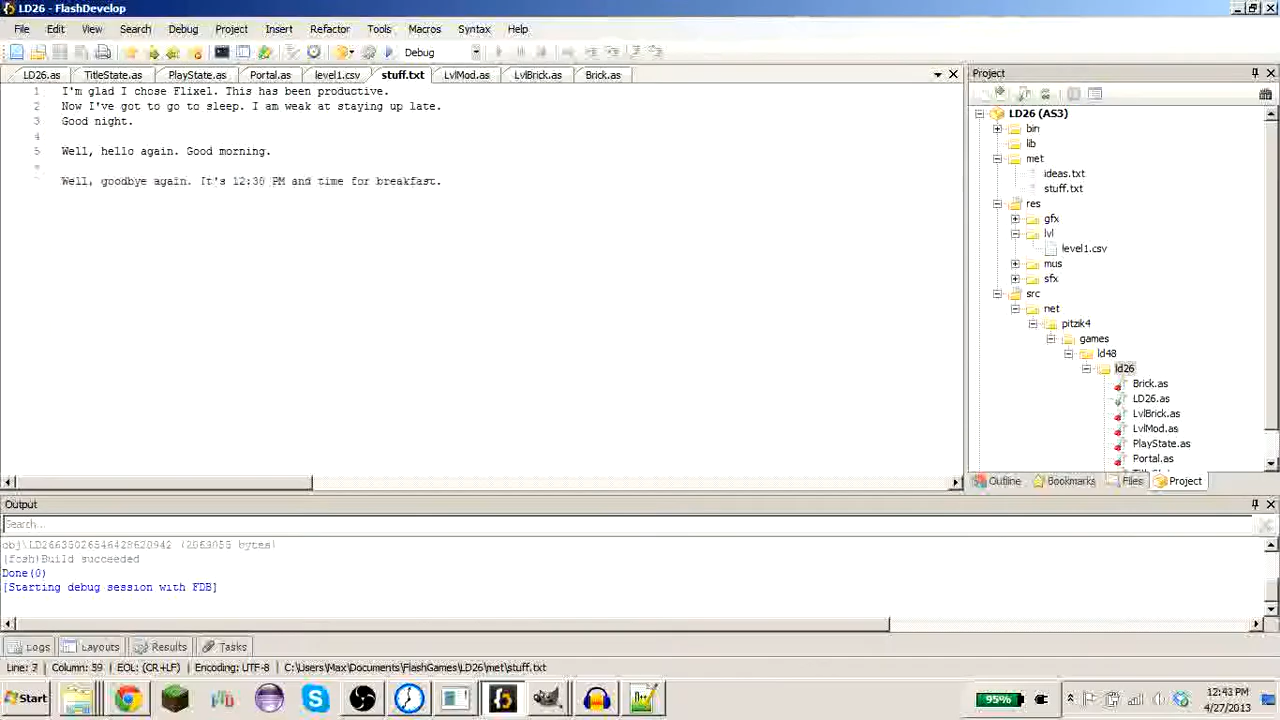 LD26 - FlashDevelop
File Edit View Search Debug Project Insert Refactor Tools Macros Syntax Help
Debug
LD26.as TitleState.as PlayState.as Portal.as level1.csv stuff.txt LvlMod.as LvlBrick.as Brick.as
1 I'm glad I chose Flixel. This has been productive.
2 Now I've got to go to sleep. I am weak at staying up late.
3 Good night.
4
5 Well, hello again. Good morning.
Well, goodbye again. It's 12:30 PM and time for breakfast.
Project
LD26 (AS3)
bin
lib
met
ideas.txt
stuff.txt
res
gfx
lvl
level1.csv
mus
sfx
src
net
pitzik4
games
ld48
ld26
Brick.as
LD26.as
LvlBrick.as
LvlMod.as
PlayState.as
Portal.as
Outline Bookmarks Files Project
Output
Search...
(fcsh)Build succeeded
Done(0)
[Starting debug session with FDB]
Logs Layouts Results Tasks
Line: 7 Column: 59 EOL: (CR+LF) Encoding: UTF-8 C:\Users\Max\Documents\FlashGames\LD26\met\stuff.txt
Start 95% 12:43 PM
4/27/2013